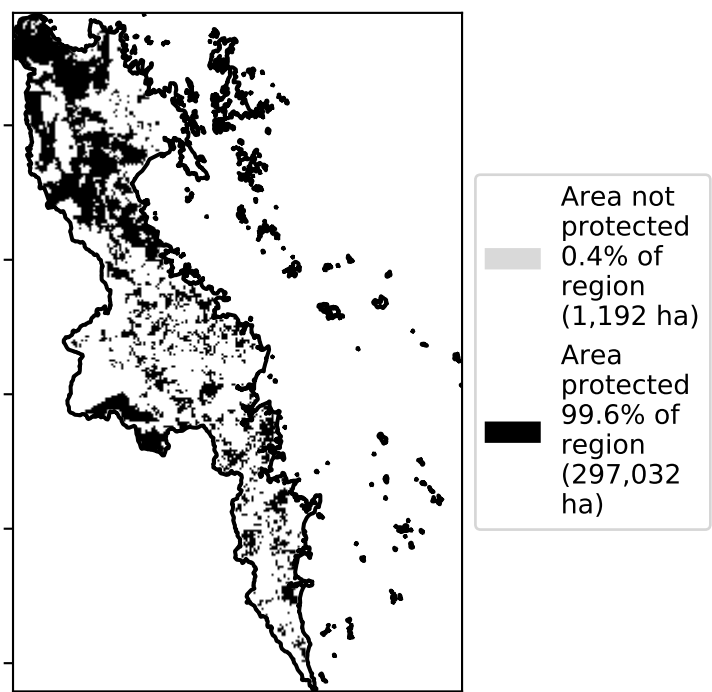 Area not
protected
0.4% of
region
(1,192 ha)
Area
protected
99.6% of
region
(297,032
ha)